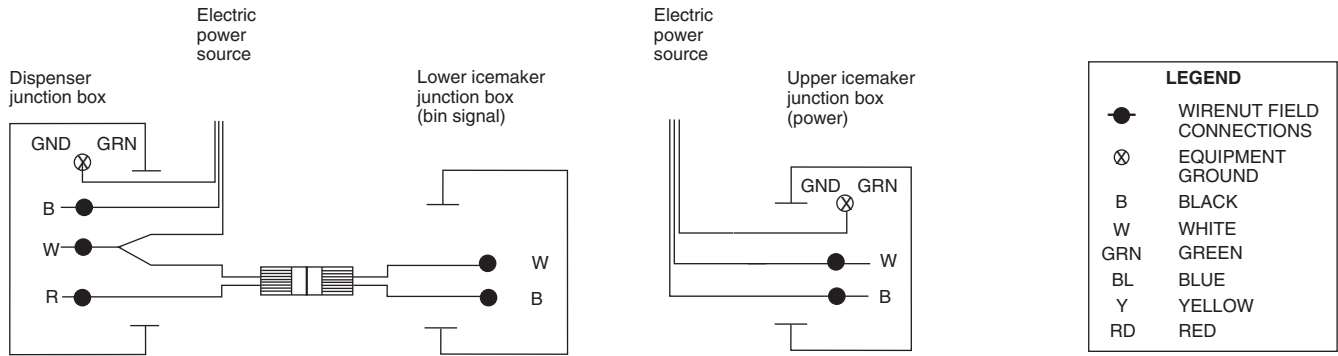 Electric
power
source
Dispenser
junction box
Lower icemaker
junction box
(bin signal)
GND GRN
B
W
R
W
B
Electric
power
source
Upper icemaker
junction box
(power)
GND GRN
W
B
LEGEND
WIRENUT FIELD
CONNECTIONS
EQUIPMENT
GROUND
B BLACK
W WHITE
GRN GREEN
BL BLUE
Y YELLOW
RD RED